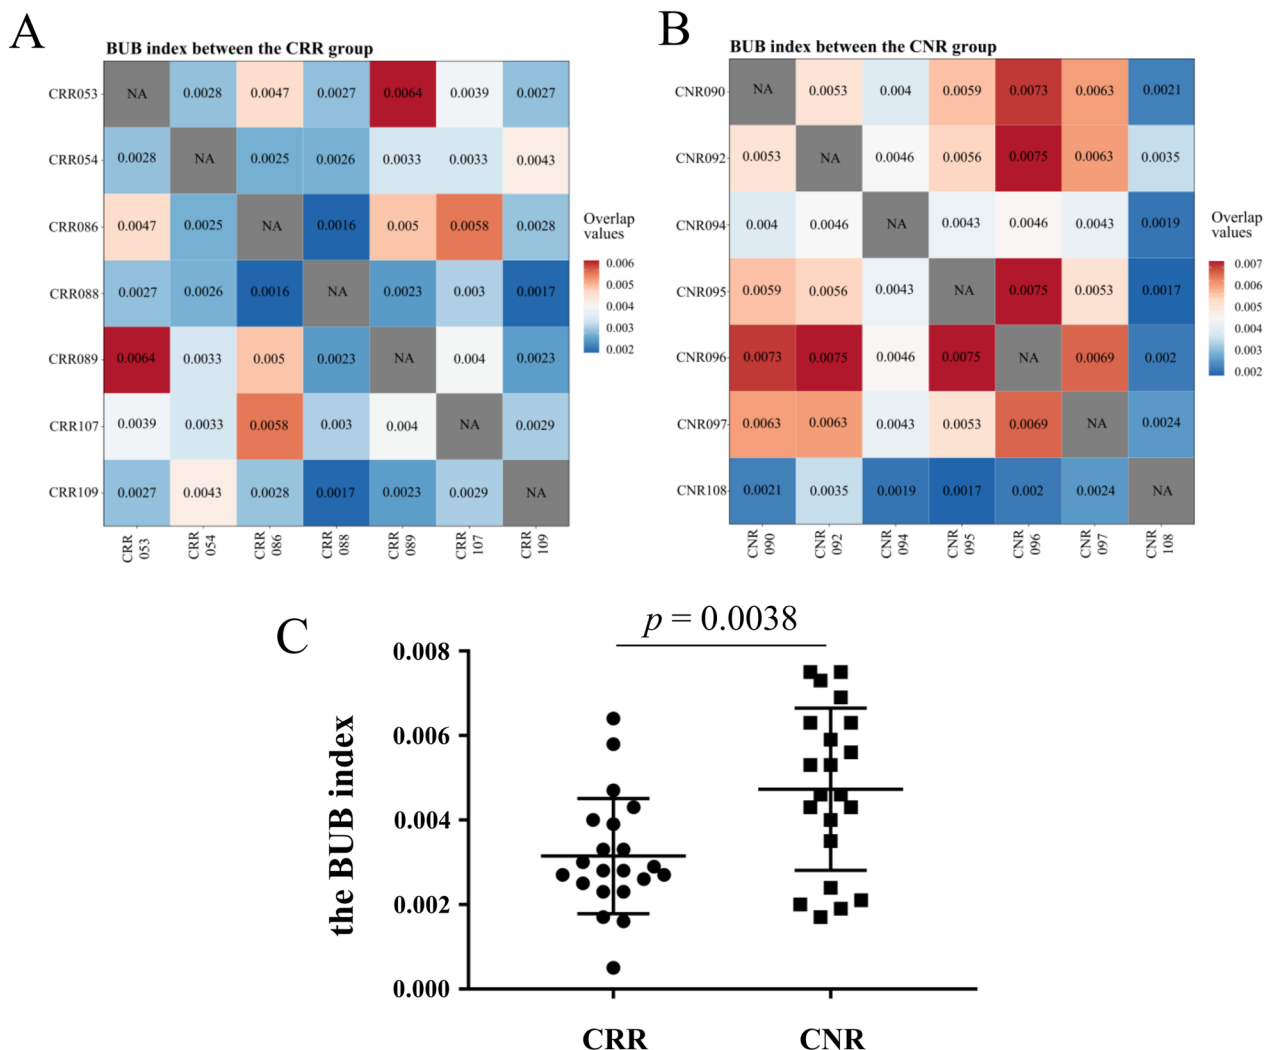 A
BUB index between the CRR group
CRR053 NA 0.0028 0.0047 0.0027 0.0064 0.0039 0.0027
CRR054 0.0028 NA 0.0025 0.0026 0.0033 0.0033 0.0043
CRR086 0.0047 0.0025 NA 0.0016 0.005 0.0058 0.0028
CRR088 0.0027 0.0026 0.0016 NA 0.0023 0.003 0.0017
CRR089 0.0064 0.0033 0.005 0.0023 NA 0.004 0.0023
CRR107 0.0039 0.0033 0.0058 0.003 0.004 NA 0.0029
CRR109 0.0027 0.0043 0.0028 0.0017 0.0023 0.0029 NA
CRR 053
CRR 054
CRR 086
CRR 088
CRR 089
CRR 107
CRR 109
Overlap
values
0.006
0.005
0.004
0.003
0.002
B
BUB index between the CNR group
CNR090 NA 0.0053 0.004 0.0059 0.0073 0.0063 0.0021
CNR092 0.0053 NA 0.0046 0.0056 0.0075 0.0063 0.0035
CNR094 0.004 0.0046 NA 0.0043 0.0046 0.0043 0.0019
CNR095 0.0059 0.0056 0.0043 NA 0.0075 0.0053 0.0017
CNR096 0.0073 0.0075 0.0046 0.0075 NA 0.0069 0.002
CNR097 0.0063 0.0063 0.0043 0.0053 0.0069 NA 0.0024
CNR108 0.0021 0.0035 0.0019 0.0017 0.002 0.0024 NA
CNR 090
CNR 092
CNR 094
CNR 095
CNR 096
CNR 097
CNR 108
Overlap
values
0.007
0.006
0.005
0.004
0.003
0.002
C
p = 0.0038
the BUB index
0.008
0.006
0.004
0.002
0.000
CRR CNR